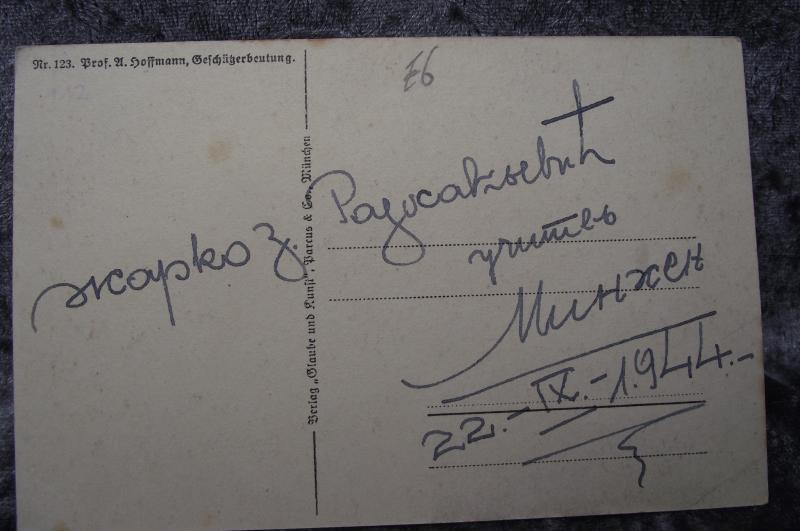 Nr. 123. Prof. A. Hoffmann, Geschützerbeutung.
76
Жарко З. Радосављевић
учитељ
Минхен
22.-IX.-1944.-
Verlag „Glaube und Kunst“, Parcus & Co., München